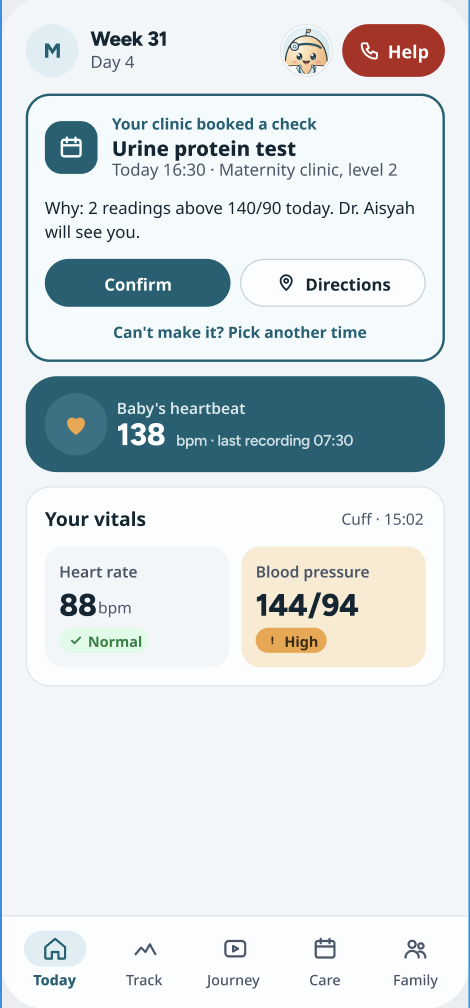 M
Week 31
Day 4
Help
Your clinic booked a check
Urine protein test
Today 16:30 · Maternity clinic, level 2
Why: 2 readings above 140/90 today. Dr. Aisyah
will see you.
Confirm
Directions
Can't make it? Pick another time
Baby's heartbeat
138 bpm · last recording 07:30
Your vitals
Cuff · 15:02
Heart rate
88bpm
Normal
Blood pressure
144/94
! High
Today
Track
Journey
Care
Family